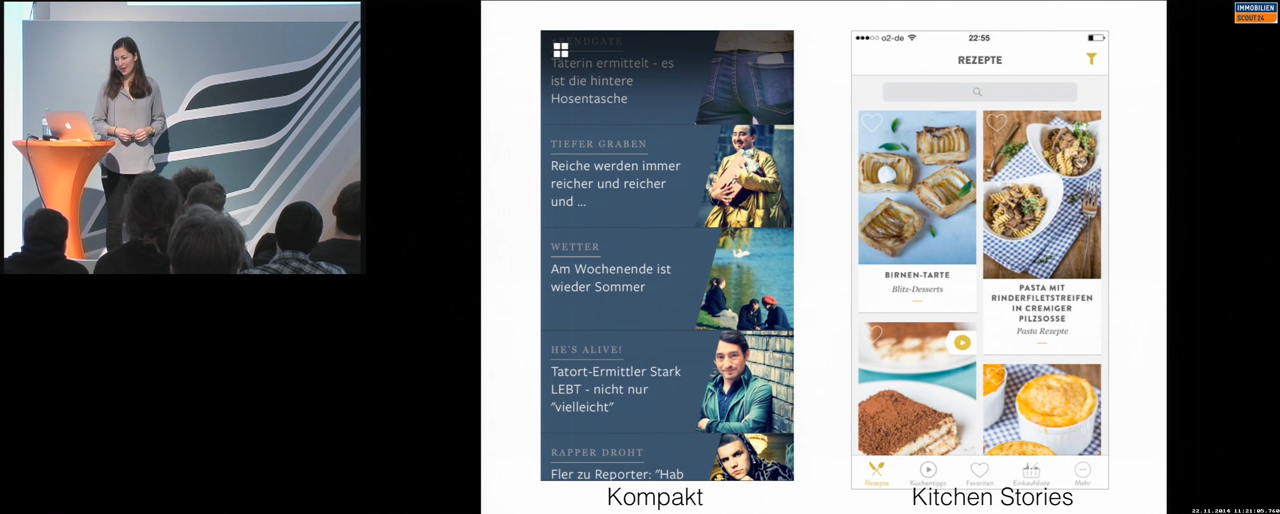 IMMOBILIEN
SCOUT24
ARENDGATE
Täterin ermittelt - es
ist die hintere
Hosentasche
TIEFER GRABEN
Reiche werden immer
reicher und reicher
und ...
WETTER
Am Wochenende ist
wieder Sommer
HE'S ALIVE!
Tatort-Ermittler Stark
LEBT - nicht nur
"vielleicht"
RAPPER DROHT
Fler zu Reporter: "Hab
Kompakt
o2-de 22:55
REZEPTE
BIRNEN-TARTE
Blitz-Desserts
PASTA MIT
RINDERFILETSTREIFEN
IN CREMIGER
PILZSOSSE
Pasta Rezepte
Rezepte Küchentipps Favoriten Einkaufsliste Mehr
Kitchen Stories
22.11.2014 11:21:05.760